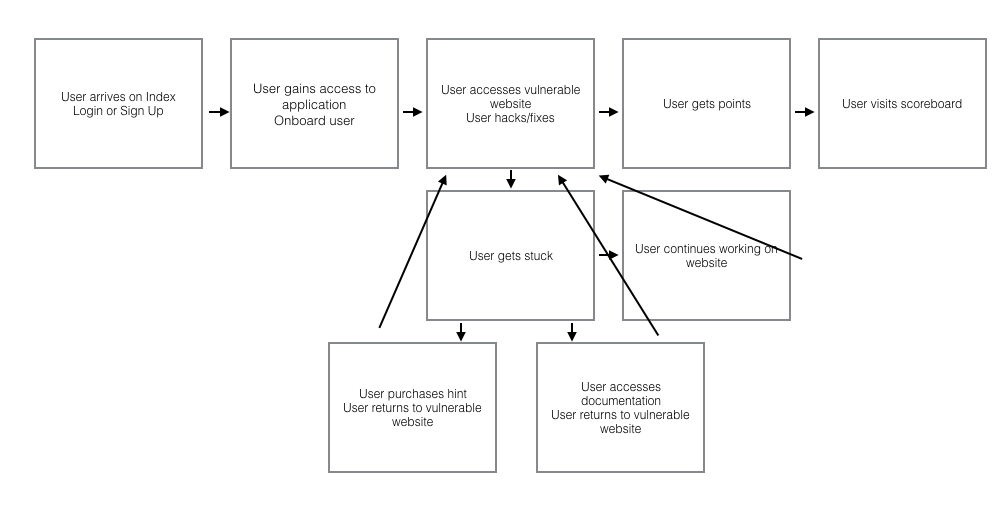 User arrives on Index
Login or Sign Up
User gains access to
application
Onboard user
User accesses vulnerable
website
User hacks/fixes
User gets points
User visits scoreboard
User gets stuck
User continues working on
website
User purchases hint
User returns to vulnerable
website
User accesses
documentation
User returns to vulnerable
website